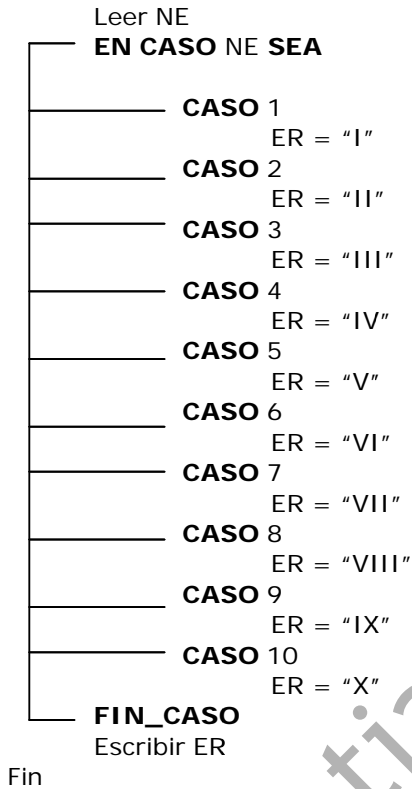 Leer NE
EN CASO NE SEA
CASO 1
ER = “I”
CASO 2
ER = “II”
CASO 3
ER = “III”
CASO 4
ER = “IV”
CASO 5
ER = “V”
CASO 6
ER = “VI”
CASO 7
ER = “VII”
CASO 8
ER = “VIII”
CASO 9
ER = “IX”
CASO 10
ER = “X”
FIN_CASO
Escribir ER
Fin